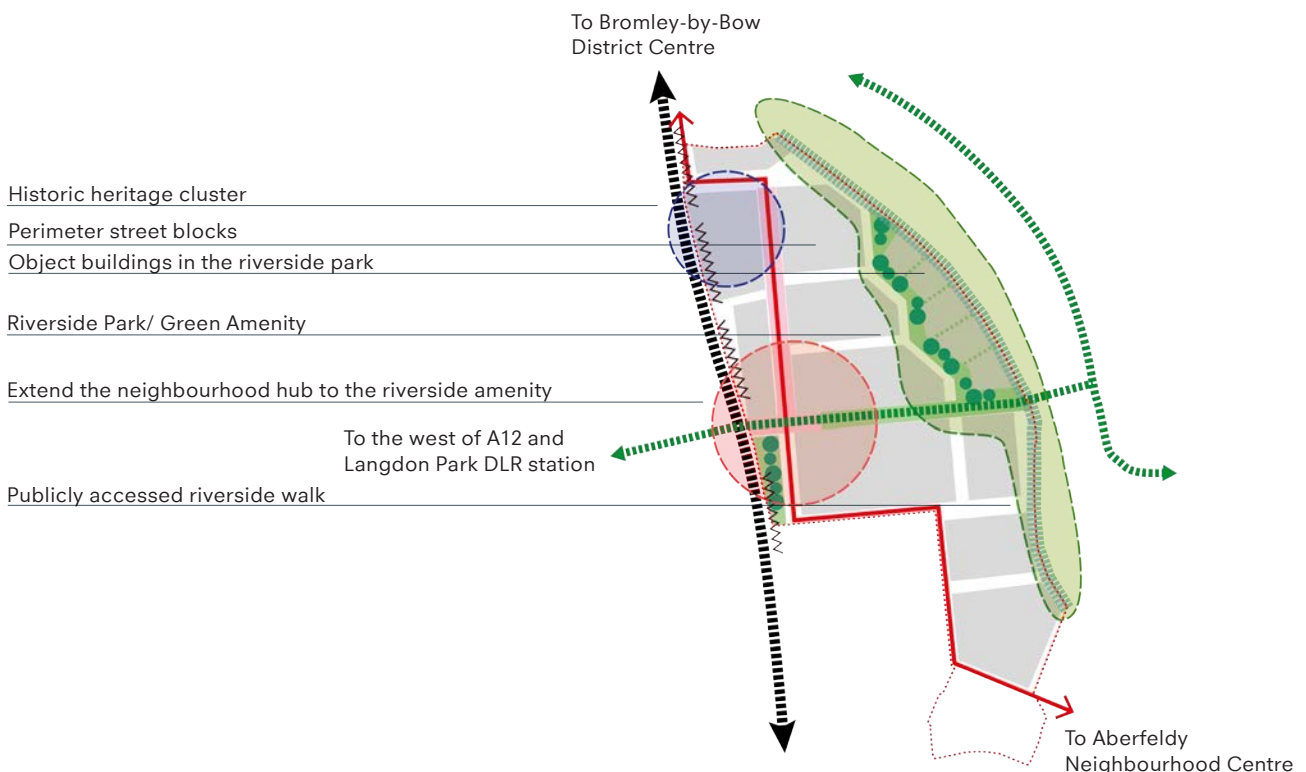 To Bromley-by-Bow
District Centre
Historic heritage cluster
Perimeter street blocks
Object buildings in the riverside park
Riverside Park/ Green Amenity
Extend the neighbourhood hub to the riverside amenity
To the west of A12 and
Langdon Park DLR station
Publicly accessed riverside walk
To Aberfeldy
Neighbourhood Centre